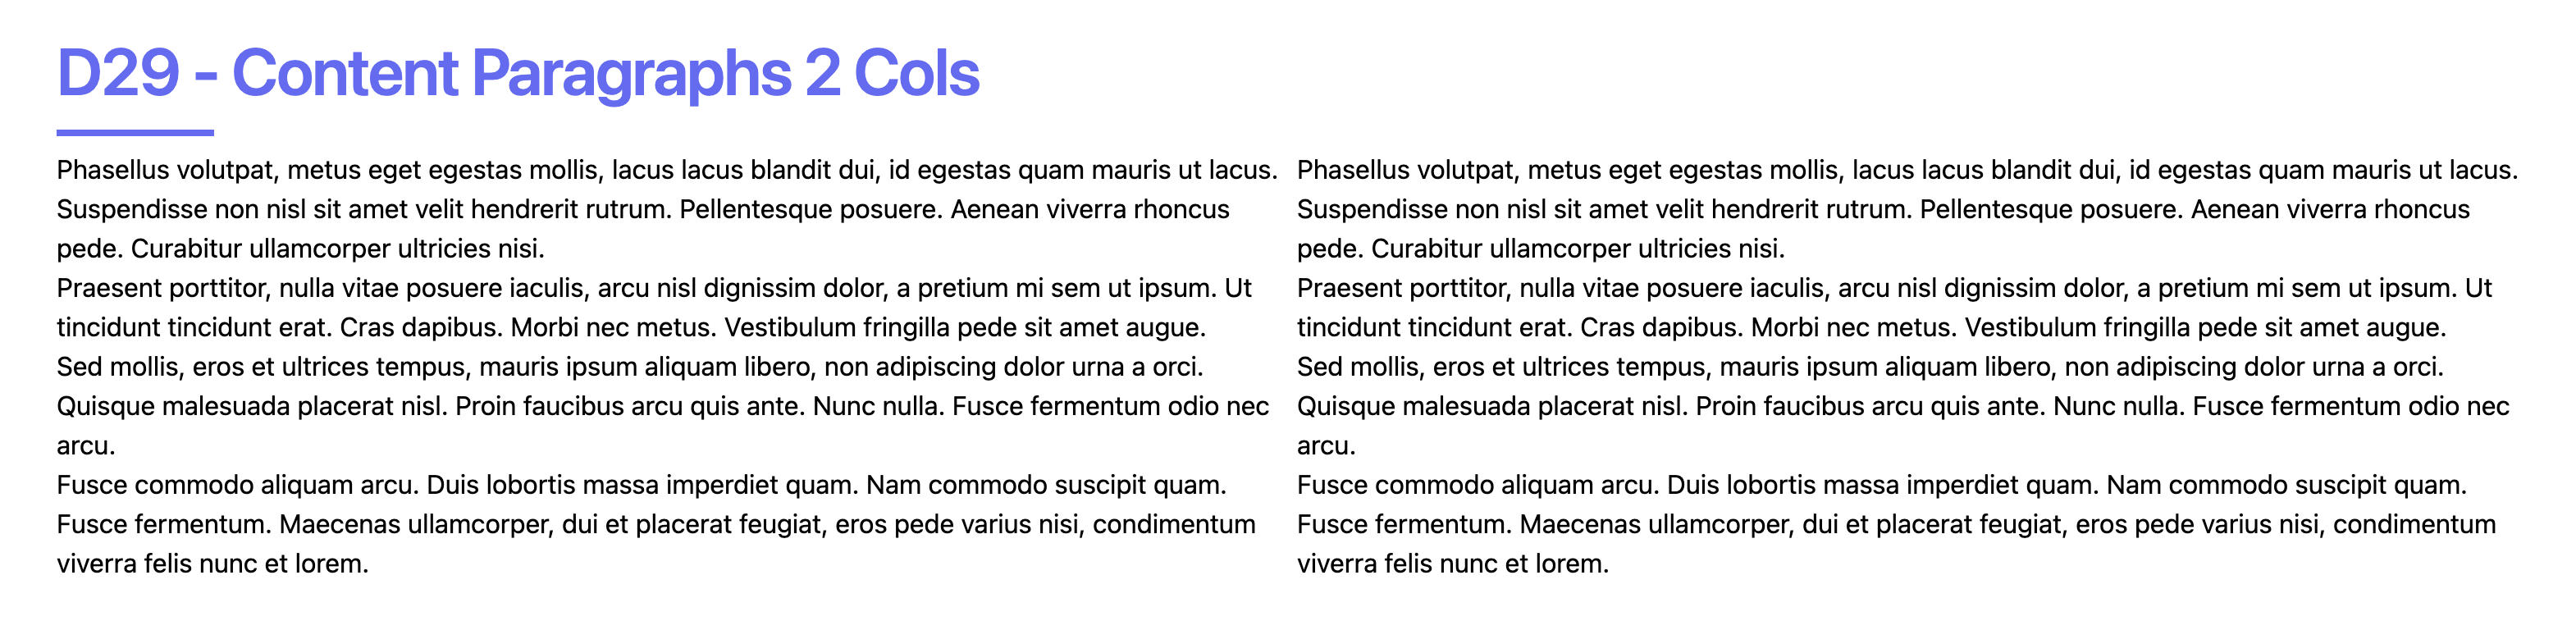 D29 - Content Paragraphs 2 Cols
Phasellus volutpat, metus eget egestas mollis, lacus lacus blandit dui, id egestas quam mauris ut lacus.
Suspendisse non nisl sit amet velit hendrerit rutrum. Pellentesque posuere. Aenean viverra rhoncus
pede. Curabitur ullamcorper ultricies nisi.
Praesent porttitor, nulla vitae posuere iaculis, arcu nisl dignissim dolor, a pretium mi sem ut ipsum. Ut
tincidunt tincidunt erat. Cras dapibus. Morbi nec metus. Vestibulum fringilla pede sit amet augue.
Sed mollis, eros et ultrices tempus, mauris ipsum aliquam libero, non adipiscing dolor urna a orci.
Quisque malesuada placerat nisl. Proin faucibus arcu quis ante. Nunc nulla. Fusce fermentum odio nec
arcu.
Fusce commodo aliquam arcu. Duis lobortis massa imperdiet quam. Nam commodo suscipit quam.
Fusce fermentum. Maecenas ullamcorper, dui et placerat feugiat, eros pede varius nisi, condimentum
viverra felis nunc et lorem.
Phasellus volutpat, metus eget egestas mollis, lacus lacus blandit dui, id egestas quam mauris ut lacus.
Suspendisse non nisl sit amet velit hendrerit rutrum. Pellentesque posuere. Aenean viverra rhoncus
pede. Curabitur ullamcorper ultricies nisi.
Praesent porttitor, nulla vitae posuere iaculis, arcu nisl dignissim dolor, a pretium mi sem ut ipsum. Ut
tincidunt tincidunt erat. Cras dapibus. Morbi nec metus. Vestibulum fringilla pede sit amet augue.
Sed mollis, eros et ultrices tempus, mauris ipsum aliquam libero, non adipiscing dolor urna a orci.
Quisque malesuada placerat nisl. Proin faucibus arcu quis ante. Nunc nulla. Fusce fermentum odio nec
arcu.
Fusce commodo aliquam arcu. Duis lobortis massa imperdiet quam. Nam commodo suscipit quam.
Fusce fermentum. Maecenas ullamcorper, dui et placerat feugiat, eros pede varius nisi, condimentum
viverra felis nunc et lorem.